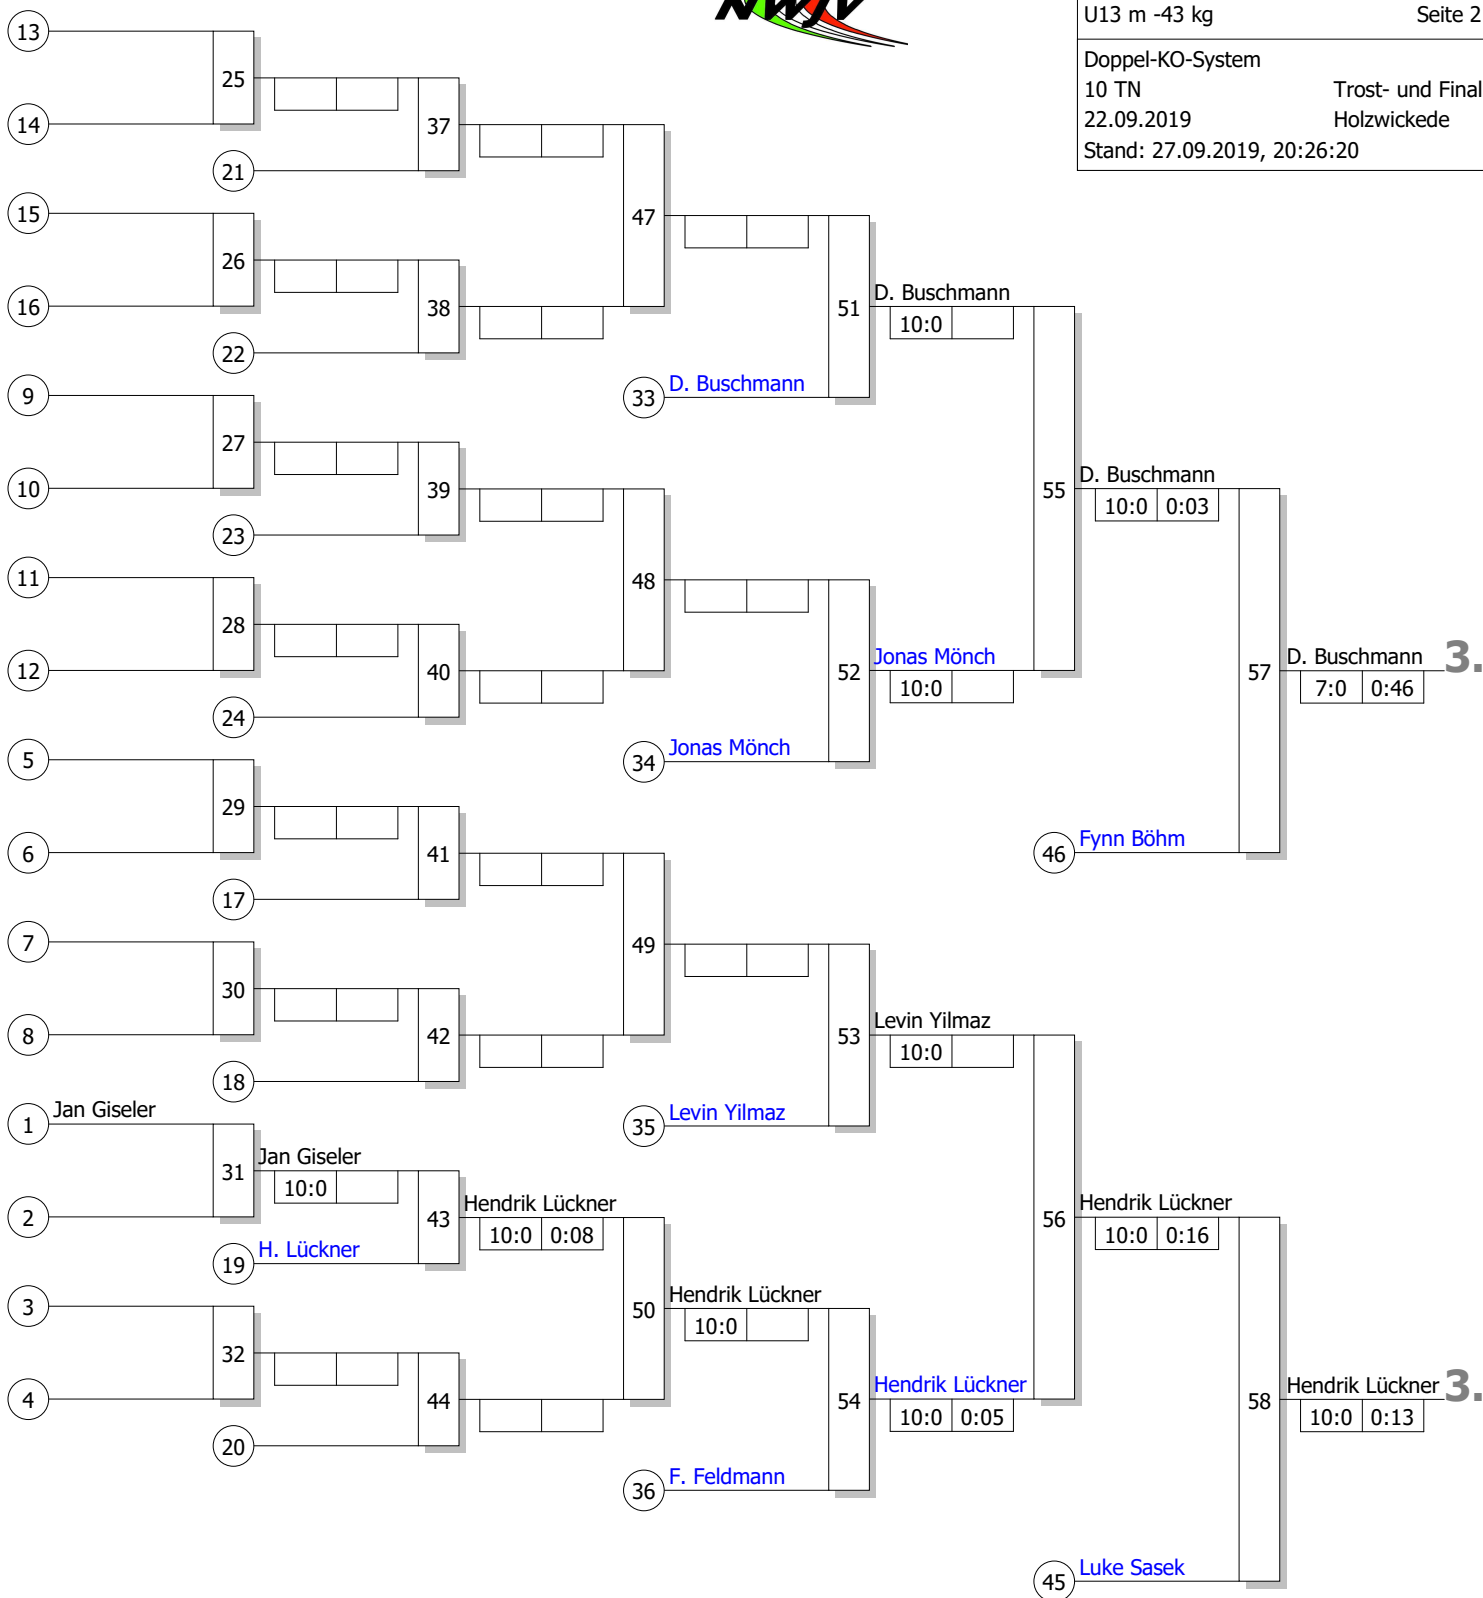 NWJV
U13 m -43 kg Seite 2
Doppel-KO-System
10 TN Trost- und Final
22.09.2019 Holzwickede
Stand: 27.09.2019, 20:26:20
13
25
14
37
21
15
47
26
16
38
22
51
D. Buschmann
10:0
33
D. Buschmann
9
27
10
39
23
55
D. Buschmann
10:0 0:03
11
48
28
12
40
24
52
Jonas Mönch
10:0
34
Jonas Mönch
57
D. Buschmann 3.
7:0 0:46
5
29
6
41
17
46
Fynn Böhm
7
49
30
8
42
18
53
Levin Yilmaz
10:0
35
Levin Yilmaz
1
Jan Giseler
31
Jan Giseler
10:0
2
43
Hendrik Lückner
10:0 0:08
19
H. Lückner
56
Hendrik Lückner
10:0 0:16
3
50
Hendrik Lückner
10:0
32
4
44
20
54
Hendrik Lückner
10:0 0:05
36
F. Feldmann
58
Hendrik Lückner 3.
10:0 0:13
45
Luke Sasek